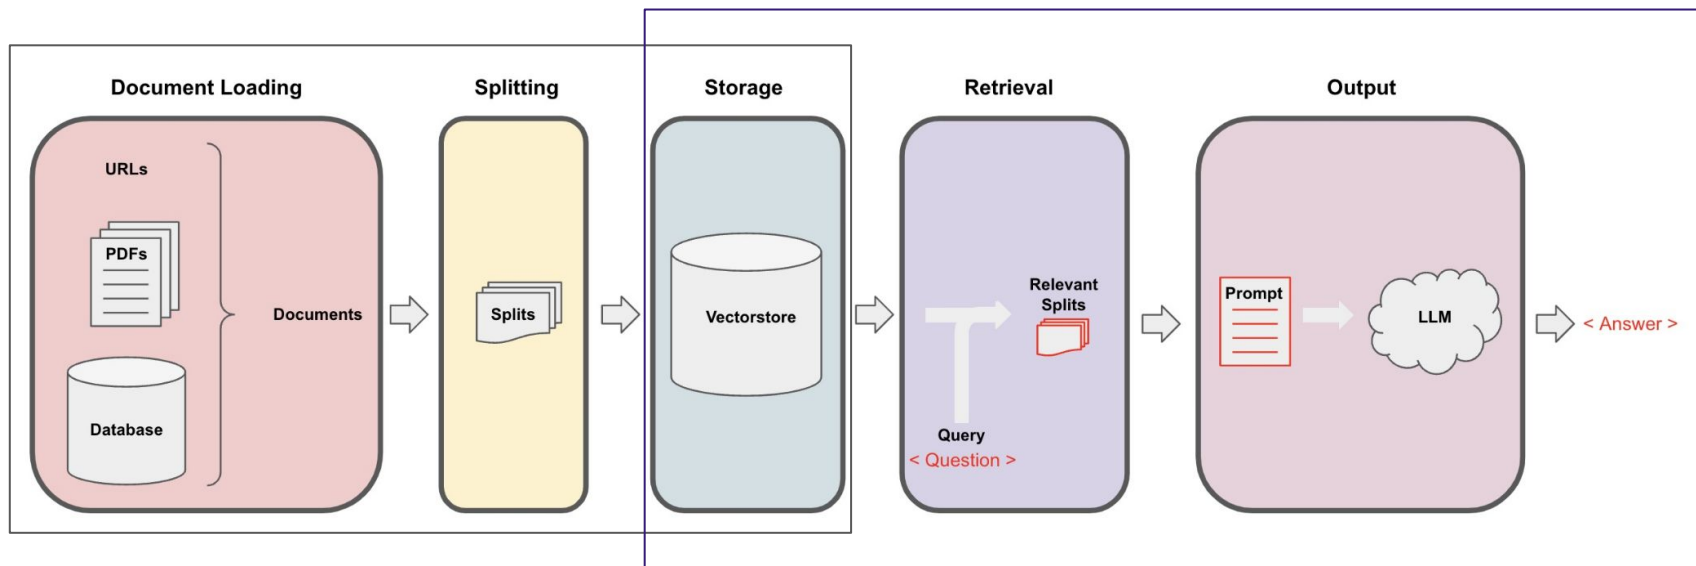 Document Loading
Splitting
Storage
Retrieval
Output
URLs
PDFs
Database
Documents
Splits
Vectorstore
Relevant
Splits
Query
< Question >
Prompt
LLM
< Answer >